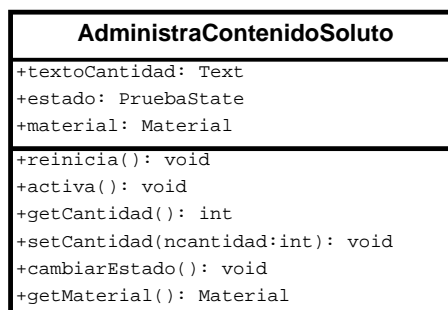 AdministraContenidoSoluto
+textoCantidad: Text
+estado: PruebaState
+material: Material
+reinicia(): void
+activa(): void
+getCantidad(): int
+setCantidad(ncantidad:int): void
+cambiarEstado(): void
+getMaterial(): Material